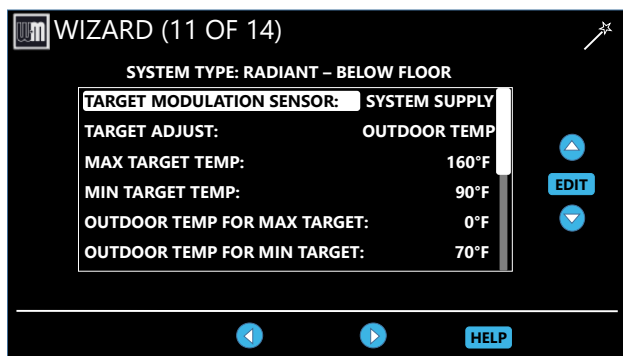 WM WIZARD (11 OF 14)
SYSTEM TYPE: RADIANT – BELOW FLOOR
TARGET MODULATION SENSOR: SYSTEM SUPPLY
TARGET ADJUST: OUTDOOR TEMP
MAX TARGET TEMP: 160°F
MIN TARGET TEMP: 90°F
EDIT
OUTDOOR TEMP FOR MAX TARGET: 0°F
OUTDOOR TEMP FOR MIN TARGET: 70°F
HELP